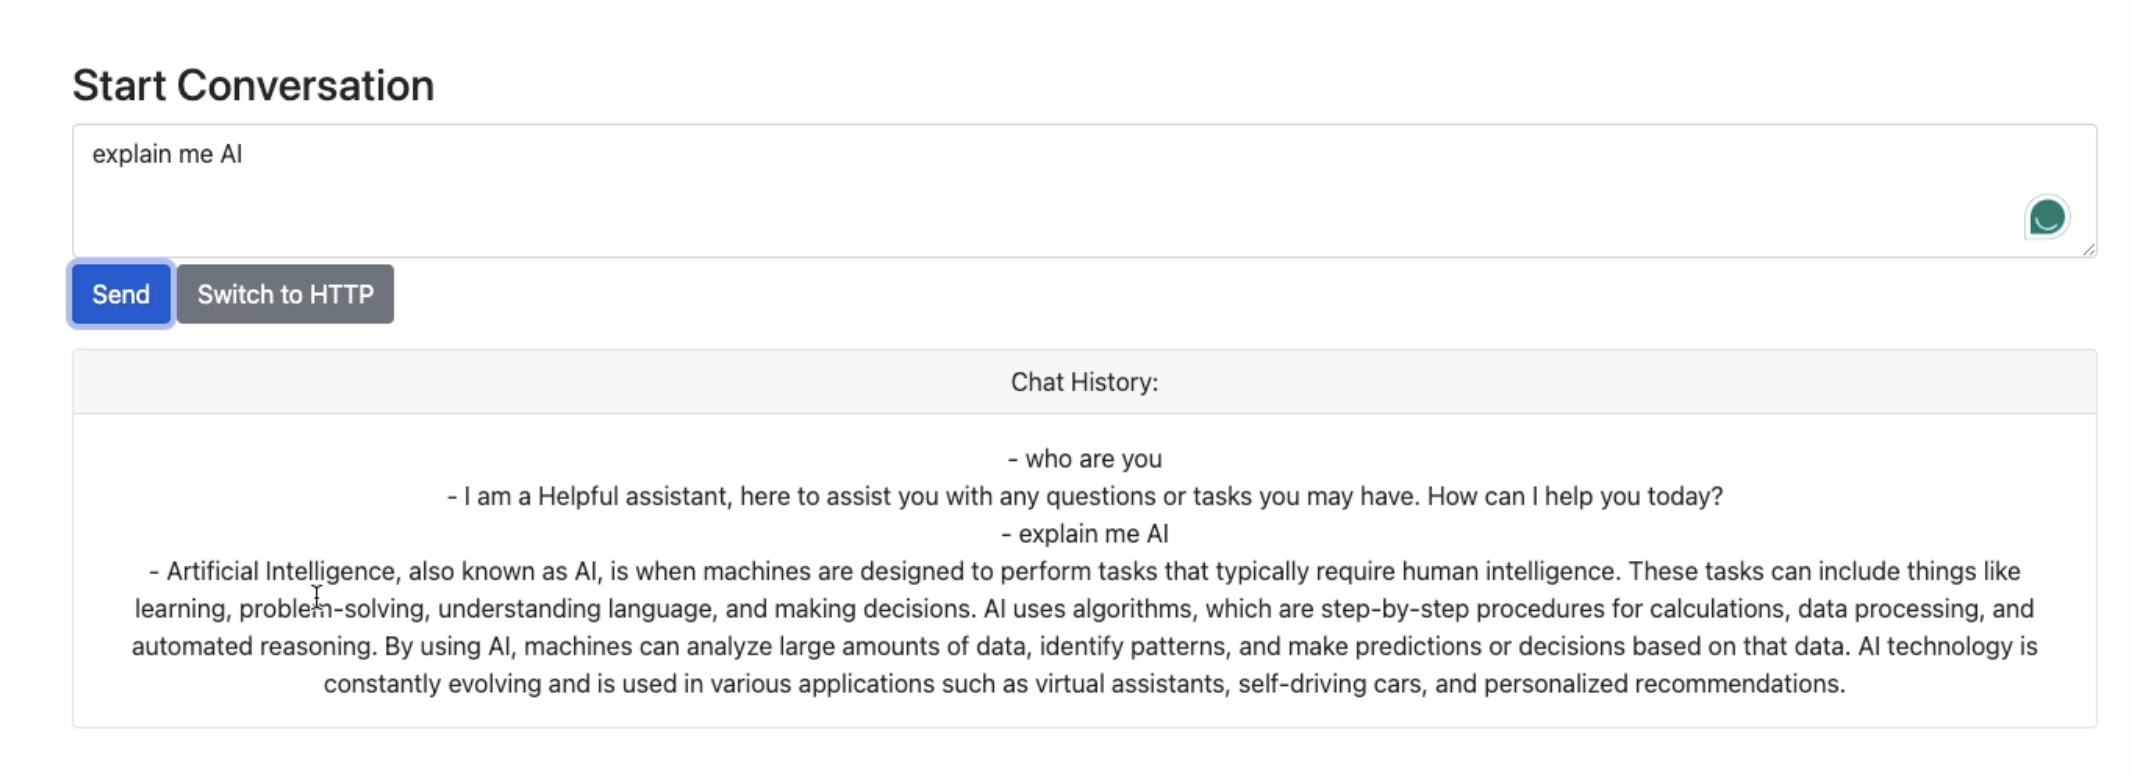 Start Conversation
explain me AI
Send
Switch to HTTP
Chat History:
- who are you
- I am a Helpful assistant, here to assist you with any questions or tasks you may have. How can I help you today?
- explain me AI
- Artificial Intelligence, also known as AI, is when machines are designed to perform tasks that typically require human intelligence. These tasks can include things like
learning, problem-solving, understanding language, and making decisions. AI uses algorithms, which are step-by-step procedures for calculations, data processing, and
automated reasoning. By using AI, machines can analyze large amounts of data, identify patterns, and make predictions or decisions based on that data. AI technology is
constantly evolving and is used in various applications such as virtual assistants, self-driving cars, and personalized recommendations.